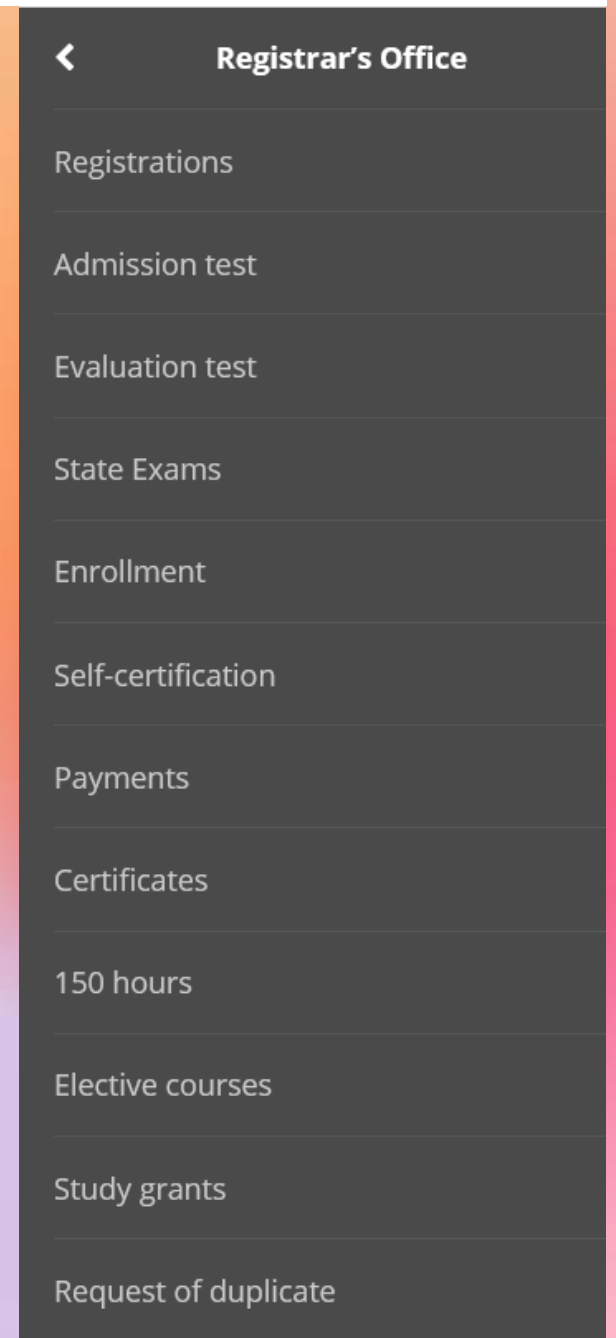 Registrar’s Office
Registrations
Admission test
Evaluation test
State Exams
Enrollment
Self-certification
Payments
Certificates
150 hours
Elective courses
Study grants
Request of duplicate